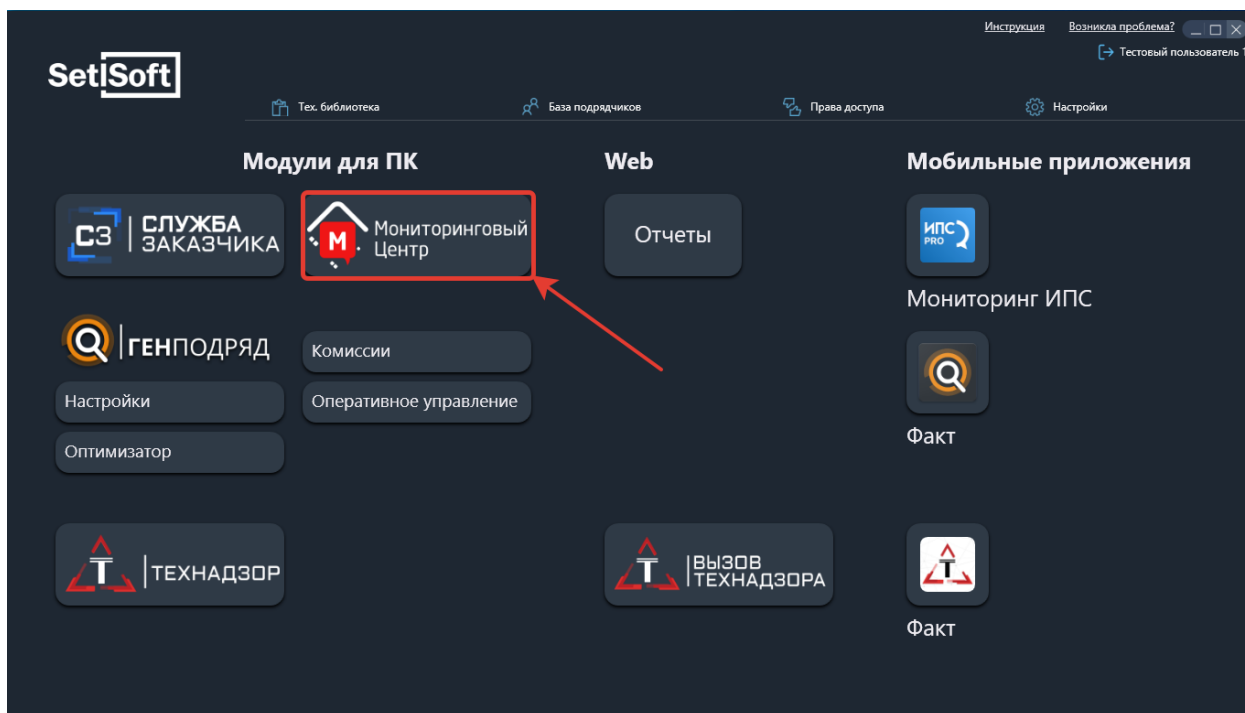 Инструкция Возникла проблема?
Тестовый пользователь 1
SetlSoft
Тех. библиотека База подрядчиков Права доступа Настройки
Модули для ПК Web Мобильные приложения
СЗ СЛУЖБА
ЗАКАЗЧИКА
М Мониторинговый
Центр
Отчеты
ИПС
PRO
Мониторинг ИПС
ГЕНПОДРЯД
Комиссии
Настройки
Оперативное управление
Оптимизатор
Факт
Т ТЕХНАДЗОР
Т ВЫЗОВ
ТЕХНАДЗОРА
Т
Факт